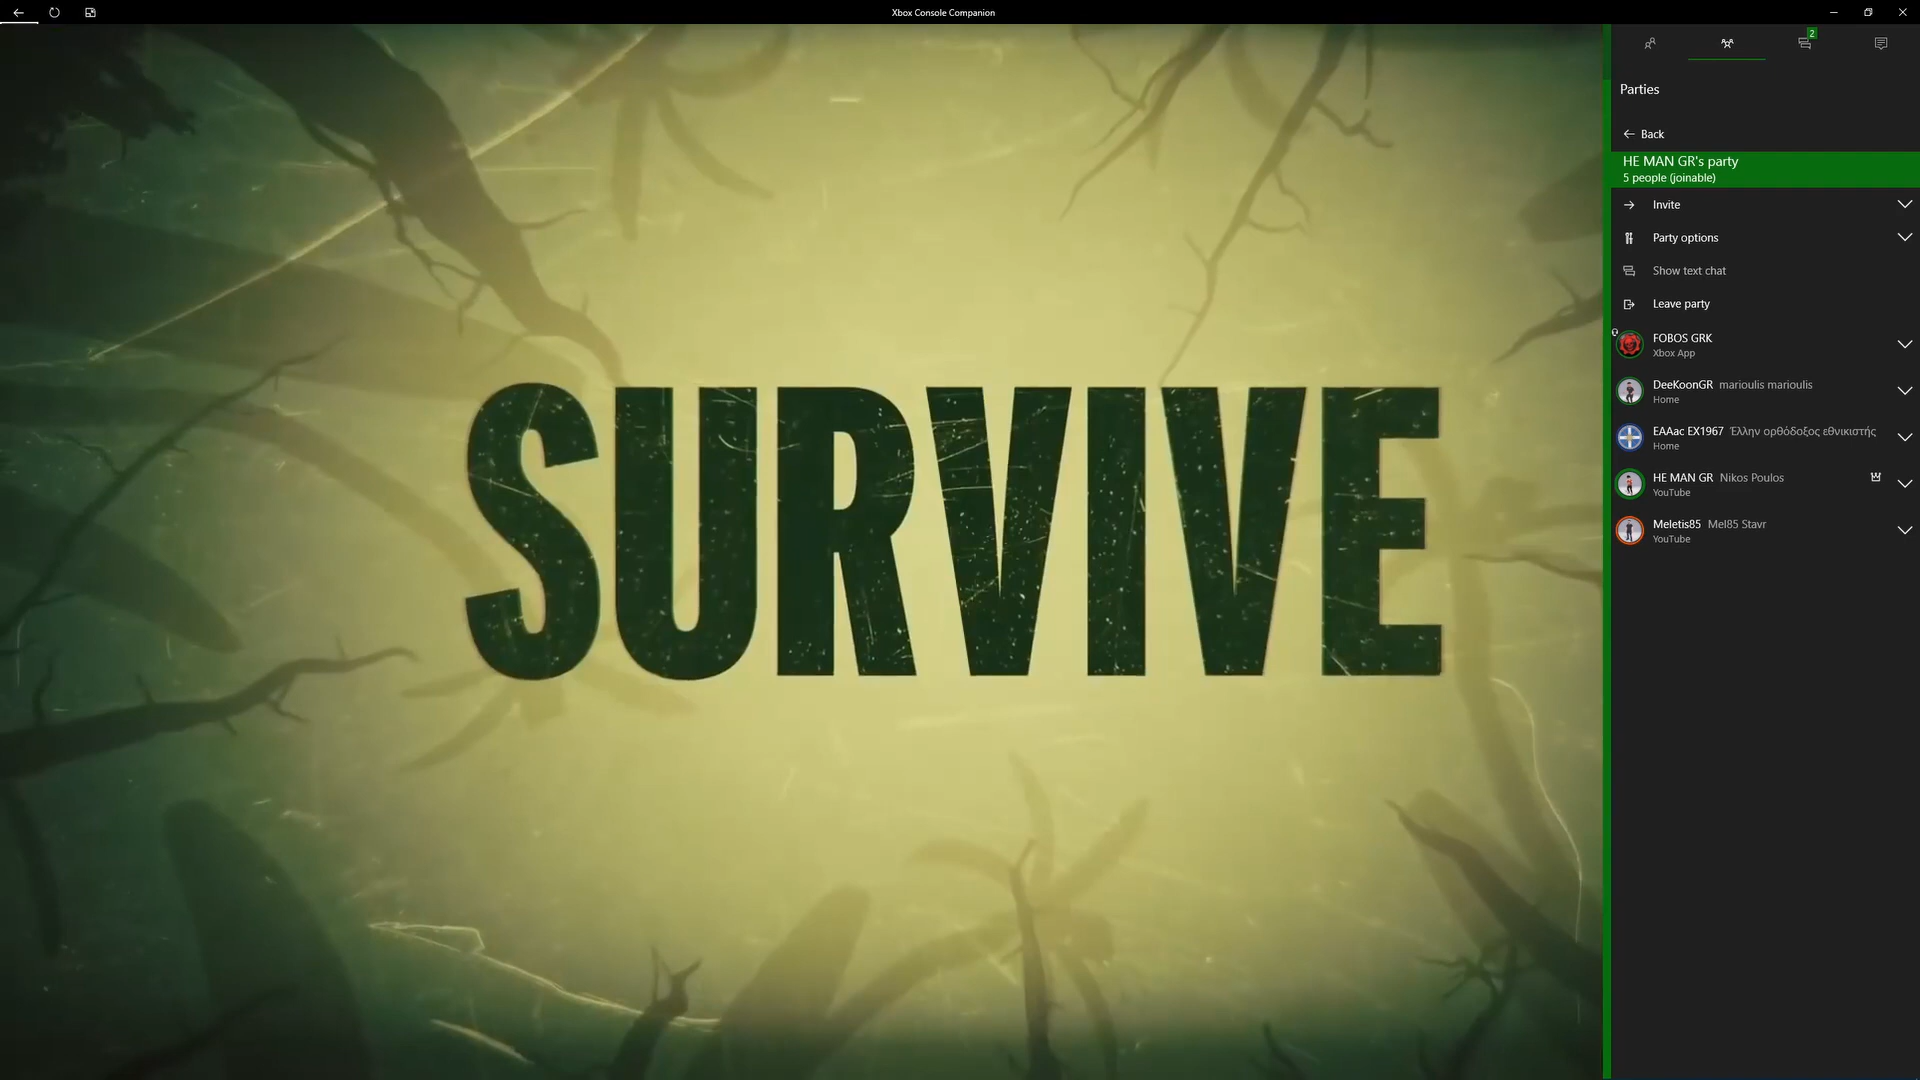 Xbox Console Companion
2
Parties
Back
HE MAN GR's party
5 people (joinable)
Invite
Party options
Show text chat
Leave party
FOBOS GRK
Xbox App
DeeKoonGR marioulis marioulis
Home
EAAac EX1967 Έλλην ορθόδοξος εθνικιστής
Home
HE MAN GR Nikos Poulos
YouTube
Meletis85 Mel85 Stavr
YouTube
SURVIVE